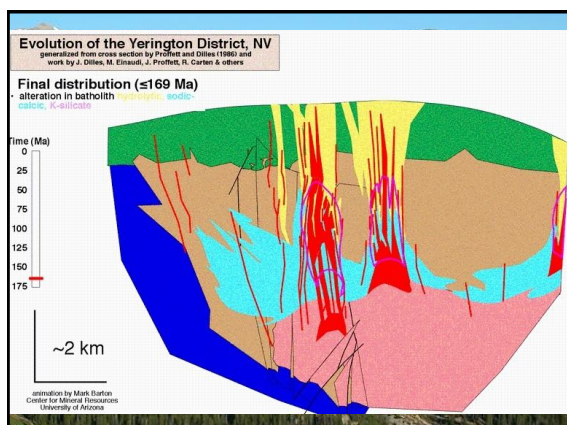 Evolution of the Yerington District, NV
generalized from cross section by Proffett and Dilles (1986) and
work by J. Dilles, M. Einaudi, J. Proffett, R. Carten & others
Final distribution (≤169 Ma)
• alteration in batholith hydrolytic, sodic-
calcic, K-silicate
Time (Ma)
0
25
50
75
100
125
150
175
~2 km
animation by Mark Barton
Center for Mineral Resources
University of Arizona